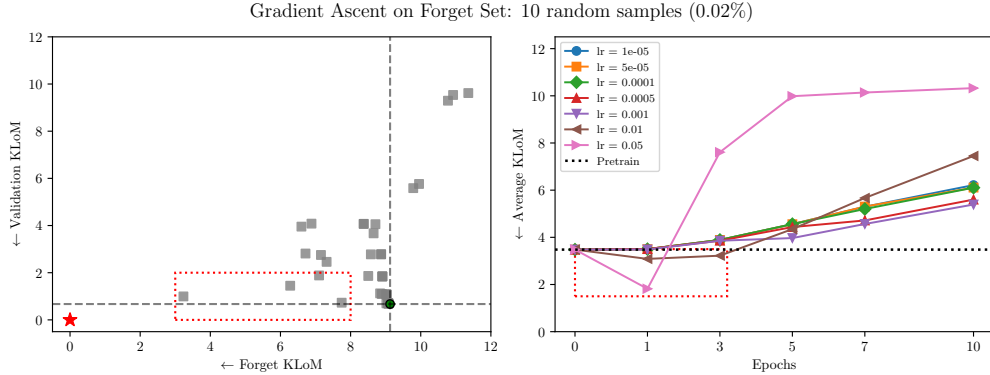 Gradient Ascent on Forget Set: 10 random samples (0.02%)
← Validation KLoM
12
10
8
6
4
2
0
0
2
4
6
8
10
12
← Forget KLoM
← Average KLoM
12
10
8
6
4
2
0
lr = 1e-05
lr = 5e-05
lr = 0.0001
lr = 0.0005
lr = 0.001
lr = 0.01
lr = 0.05
Pretrain
0
1
3
5
7
10
Epochs